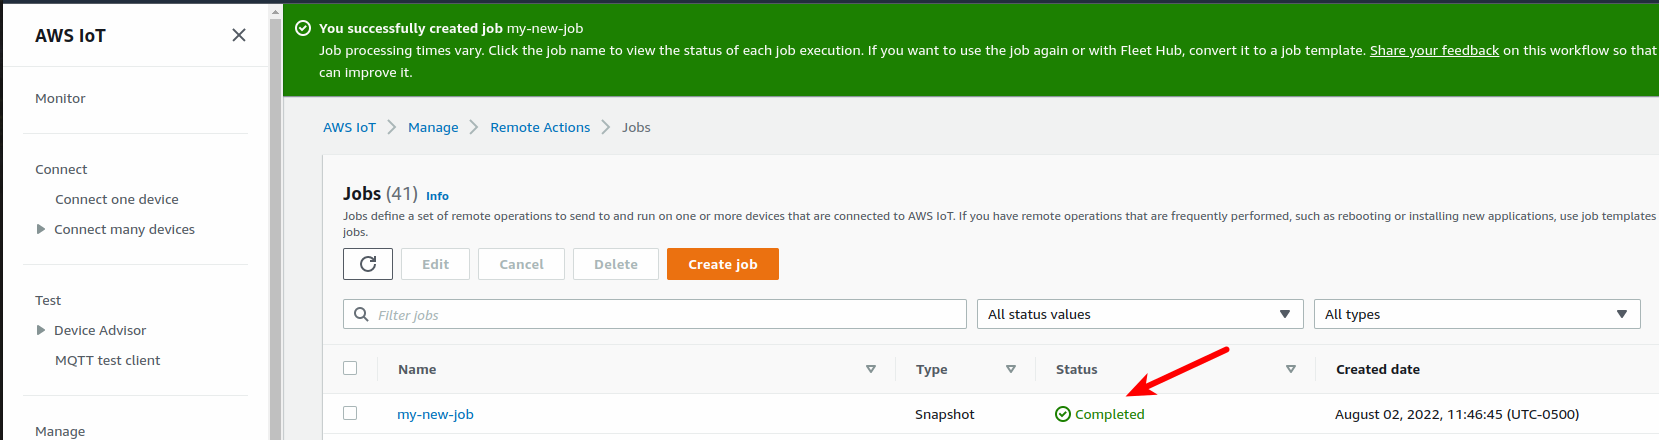 AWS IoT
You successfully created job my-new-job
Job processing times vary. Click the job name to view the status of each job execution. If you want to use the job again or with Fleet Hub, convert it to a job template. Share your feedback on this workflow so that
can improve it.
Monitor
Connect
Connect one device
Connect many devices
Test
Device Advisor
MQTT test client
Manage
AWS IoT
Manage
Remote Actions
Jobs
Jobs (41) Info
Jobs define a set of remote operations to send to and run on one or more devices that are connected to AWS IoT. If you have remote operations that are frequently performed, such as rebooting or installing new applications, use job templates
jobs.
Edit
Cancel
Delete
Create job
Filter jobs
All status values
All types
Name
Type
Status
Created date
my-new-job
Snapshot
Completed
August 02, 2022, 11:46:45 (UTC-0500)